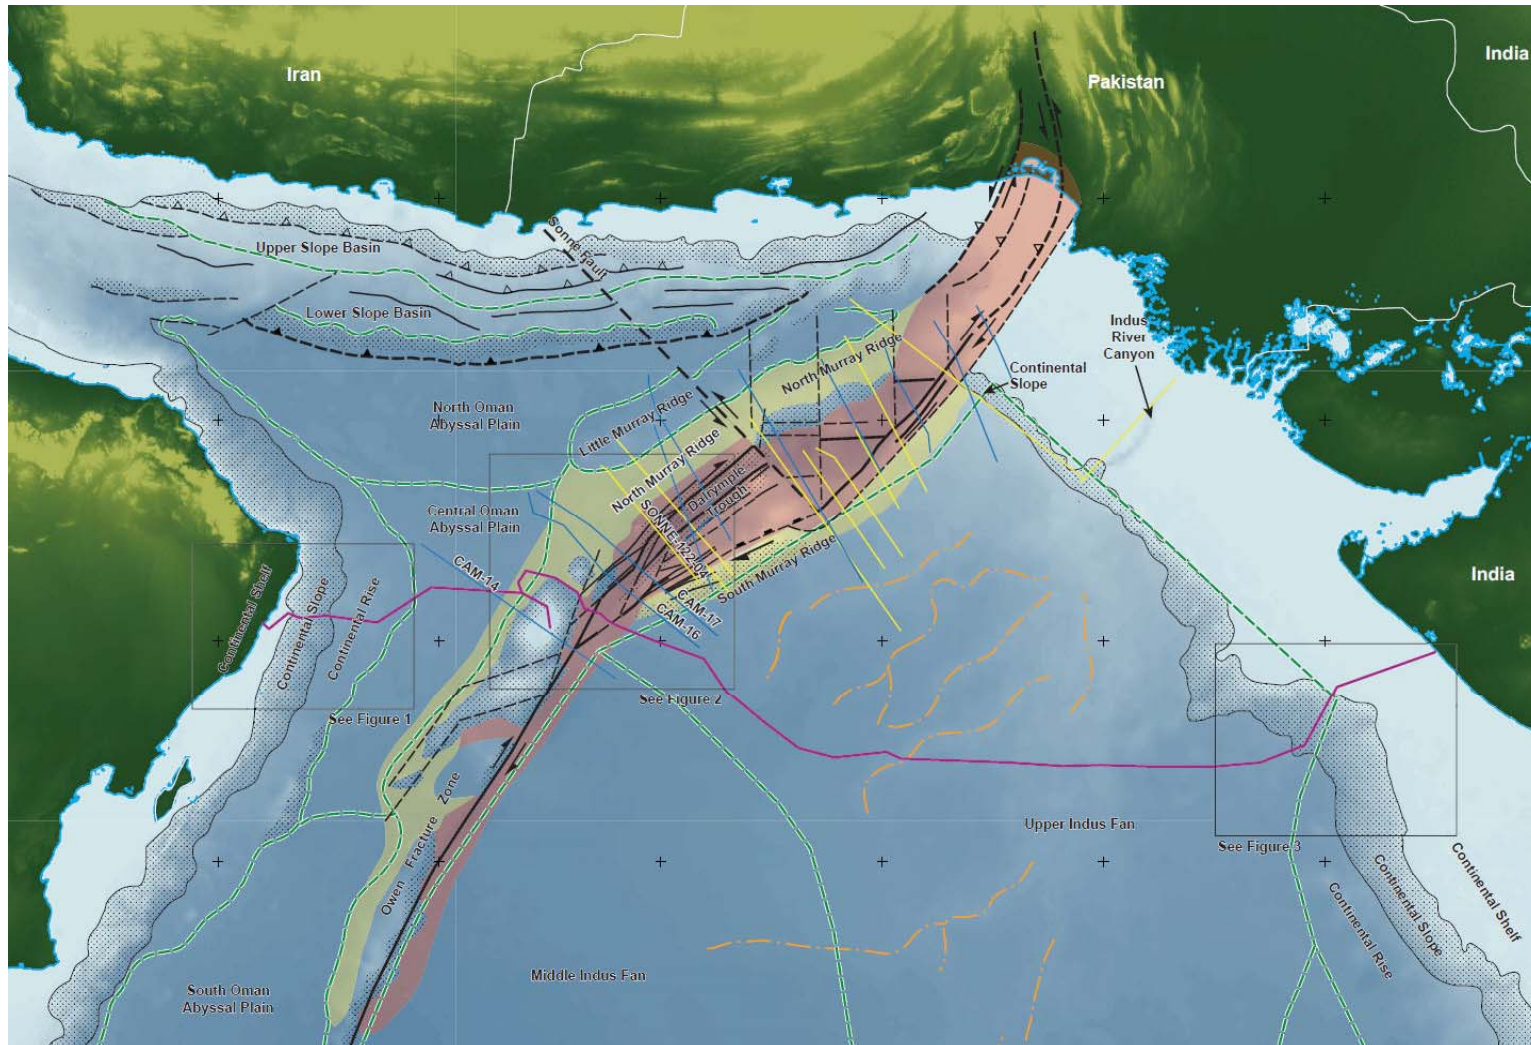 Iran
Pakistan
India
Upper Slope Basin
Sonne Fault
Lower Slope Basin
Indus
River
Canyon
North Murray Ridge
Continental
Slope
North Oman
Abyssal Plain
Little Murray Ridge
North Murray Ridge
Dalrymple
Trough
SONNE-122-04
Central Oman
Abyssal Plain
CAM-14
South Murray Ridge
CAM-17
CAM-16
India
Continental Shelf
Continental Slope
Continental Rise
See Figure 1
See Figure 2
Owen Fracture Zone
Upper Indus Fan
See Figure 3
Continental Shelf
Continental Slope
Continental Rise
Middle Indus Fan
South Oman
Abyssal Plain